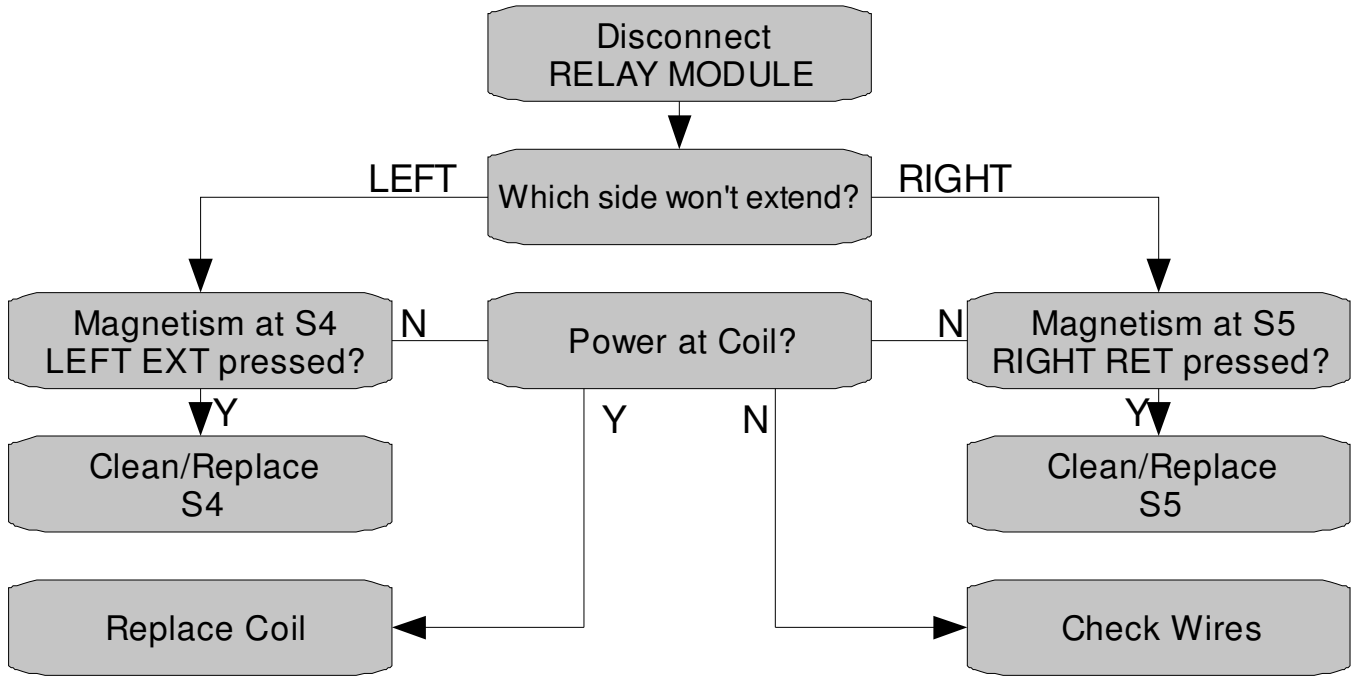 Disconnect
RELAY MODULE
LEFT
RIGHT
Which side won't extend?
Magnetism at S4
LEFT EXT pressed?
N
Power at Coil?
N
Magnetism at S5
RIGHT RET pressed?
Y
Y
N
Y
Clean/Replace
S4
Clean/Replace
S5
Replace Coil
Check Wires